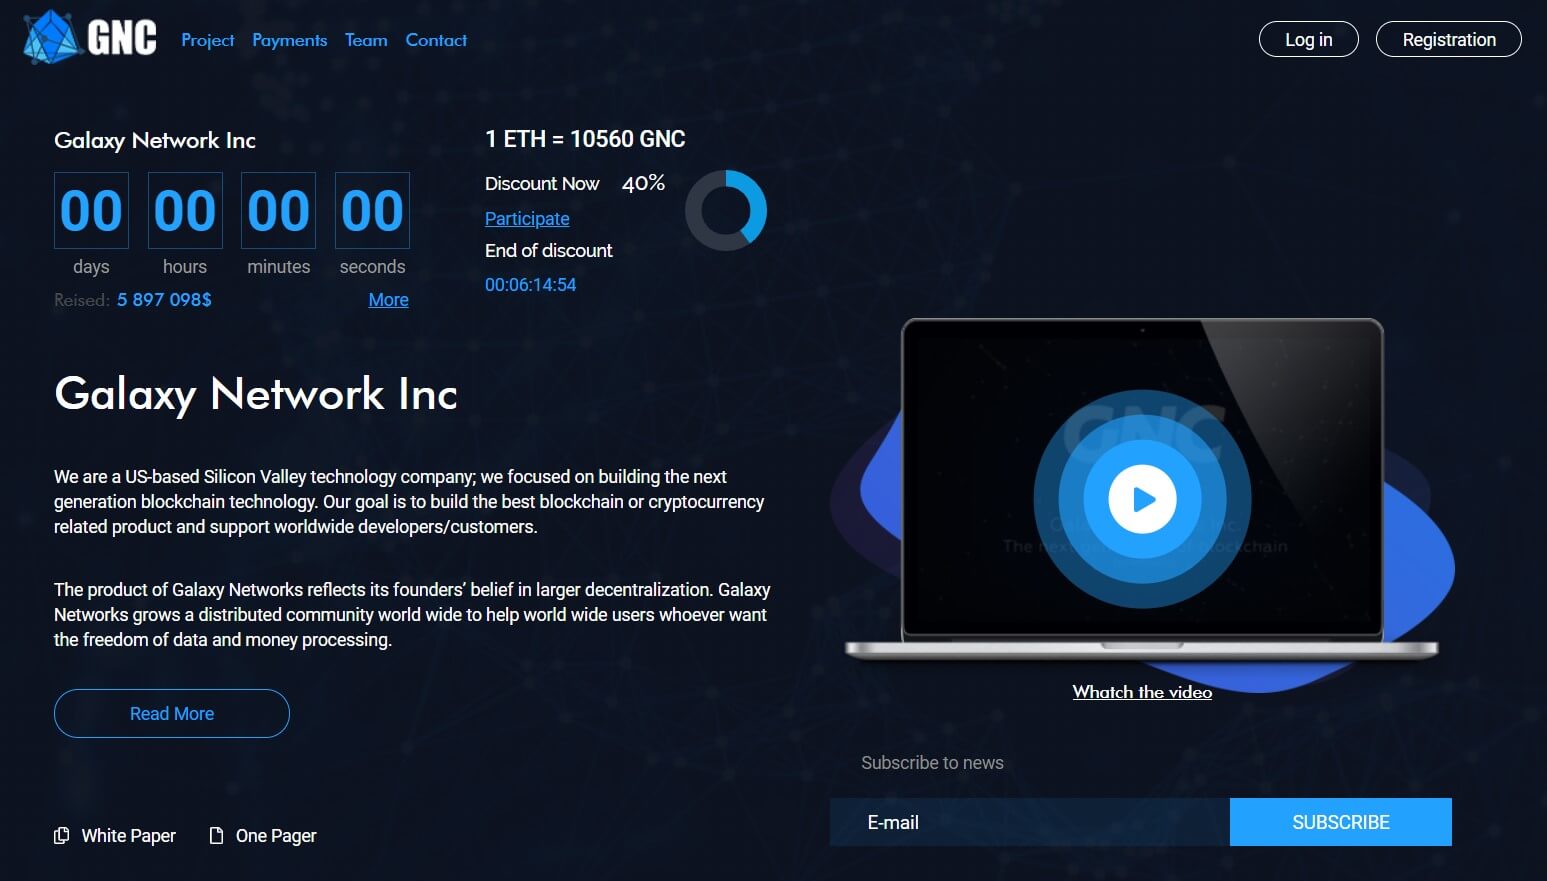 GNC
Project Payments Team Contact
Log in
Registration
Galaxy Network Inc
00 00 00 00
days hours minutes seconds
Reised: 5 897 098$ More
1 ETH = 10560 GNC
Discount Now 40%
Participate
End of discount
00:06:14:54
Galaxy Network Inc
We are a US-based Silicon Valley technology company; we focused on building the next
generation blockchain technology. Our goal is to build the best blockchain or cryptocurrency
related product and support worldwide developers/customers.
The product of Galaxy Networks reflects its founders’ belief in larger decentralization. Galaxy
Networks grows a distributed community world wide to help world wide users whoever want
the freedom of data and money processing.
Read More
White Paper One Pager
GNC
Whatch the video
Subscribe to news
E-mail
SUBSCRIBE